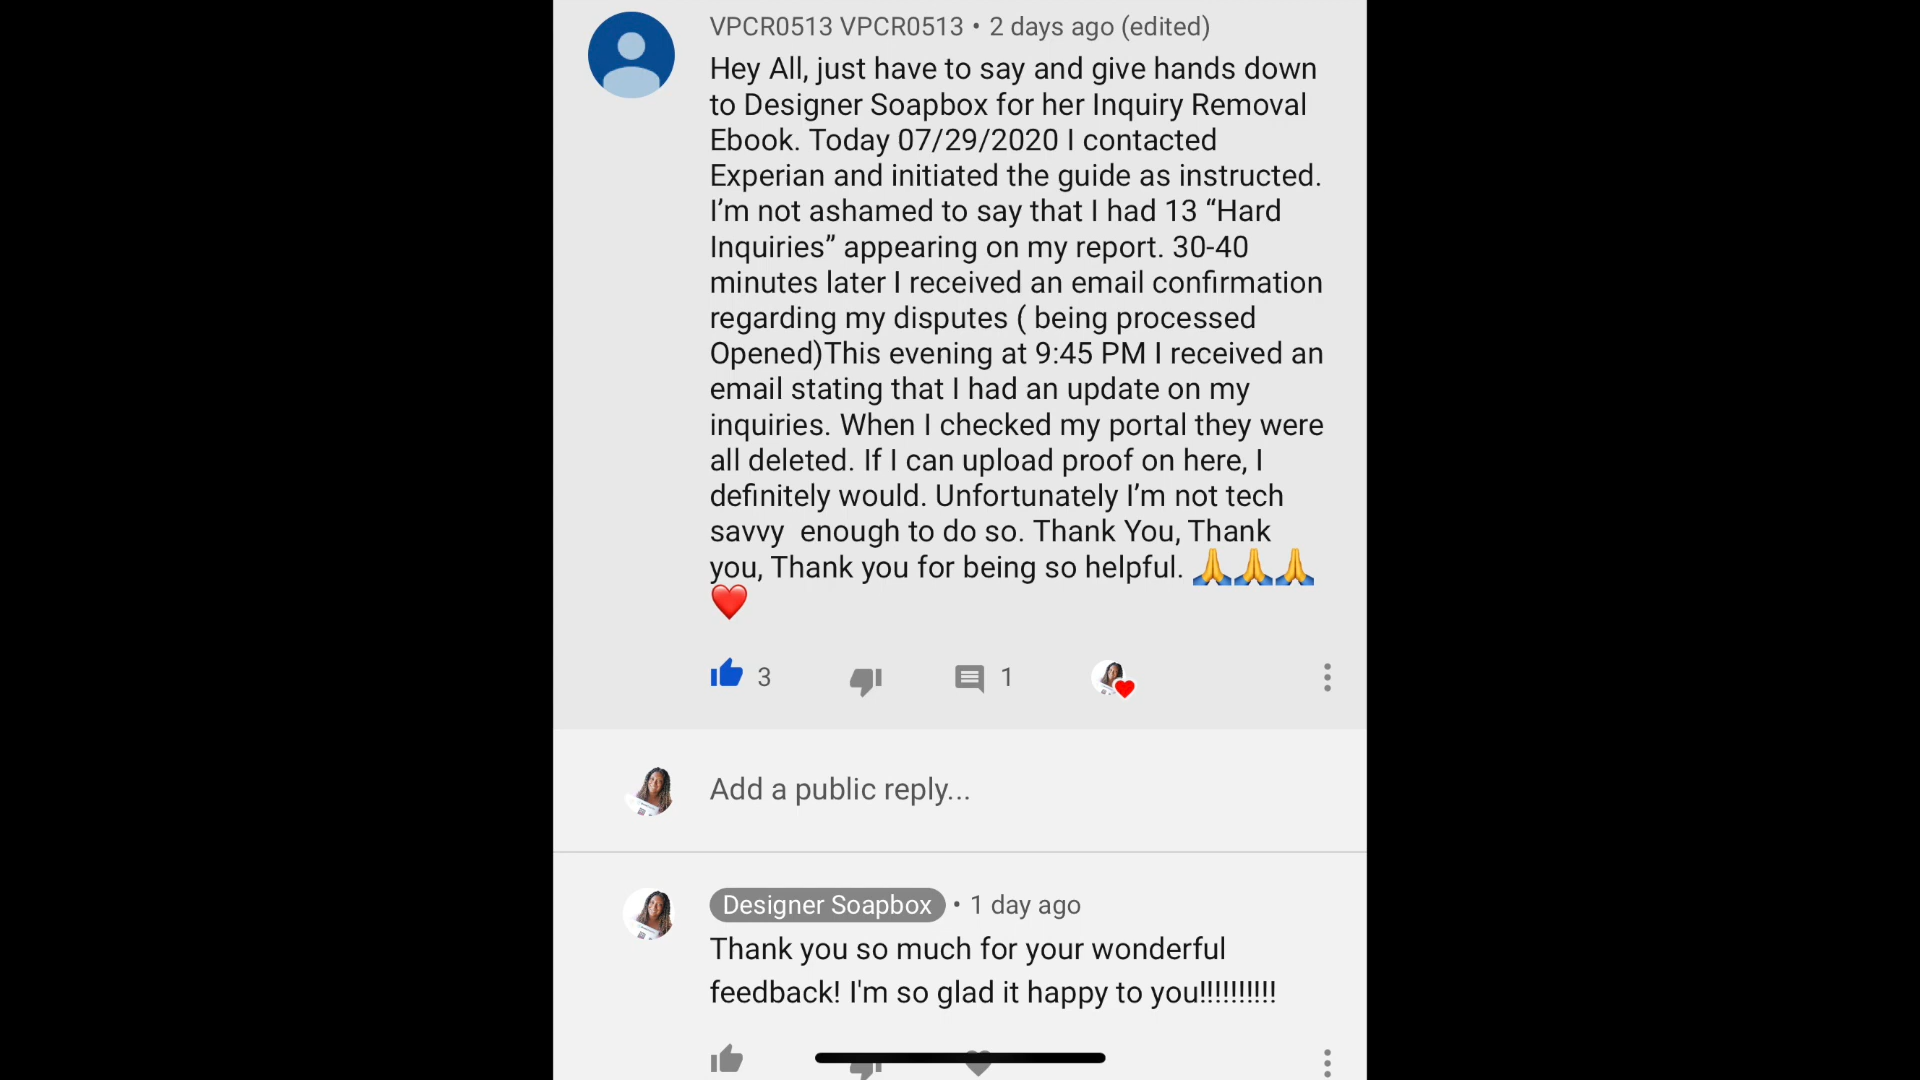 VPCR0513 VPCR0513 • 2 days ago (edited)
Hey All, just have to say and give hands down
to Designer Soapbox for her Inquiry Removal
Ebook. Today 07/29/2020 I contacted
Experian and initiated the guide as instructed.
I’m not ashamed to say that I had 13 “Hard
Inquiries” appearing on my report. 30-40
minutes later I received an email confirmation
regarding my disputes ( being processed
Opened)This evening at 9:45 PM I received an
email stating that I had an update on my
inquiries. When I checked my portal they were
all deleted. If I can upload proof on here, I
definitely would. Unfortunately I’m not tech
savvy  enough to do so. Thank You, Thank
you, Thank you for being so helpful. 🙏🙏🙏
❤️
3 1
Add a public reply...
Designer Soapbox • 1 day ago
Thank you so much for your wonderful
feedback! I'm so glad it happy to you!!!!!!!!!!